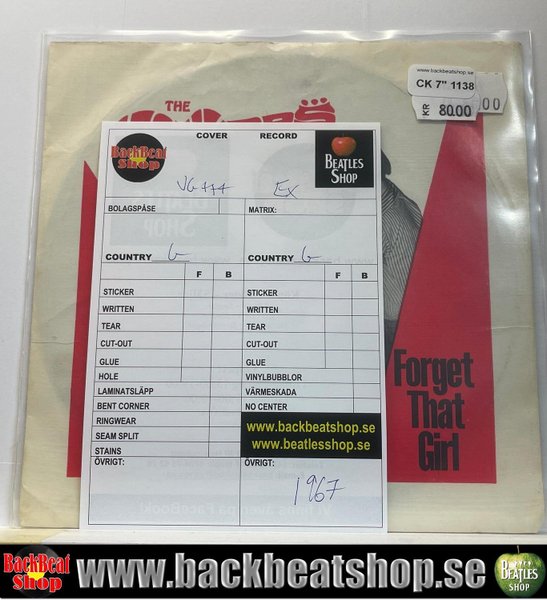 www.backbeatshop.se
CK 7" 1138
KR 80.00
00
THE
COVER RECORD
BackBeat Shop
BEATLES SHOP
VG+++ EX
BOLAGSPÅSE MATRIX:
COUNTRY G COUNTRY G
F B F B
STICKER STICKER
WRITTEN WRITTEN
TEAR TEAR
CUT-OUT CUT-OUT
GLUE GLUE
HOLE VINYLBUBBLOR
LAMINATSLÄPP VÄRMESKADA
BENT CORNER NO CENTER
RINGWEAR
SEAM SPLIT
STAINS
www.backbeatshop.se
www.beatlesshop.se
ÖVRIGT: ÖVRIGT:
1967
Forget
That
Girl
BackBeat Shop www.backbeatshop.se BEATLES SHOP